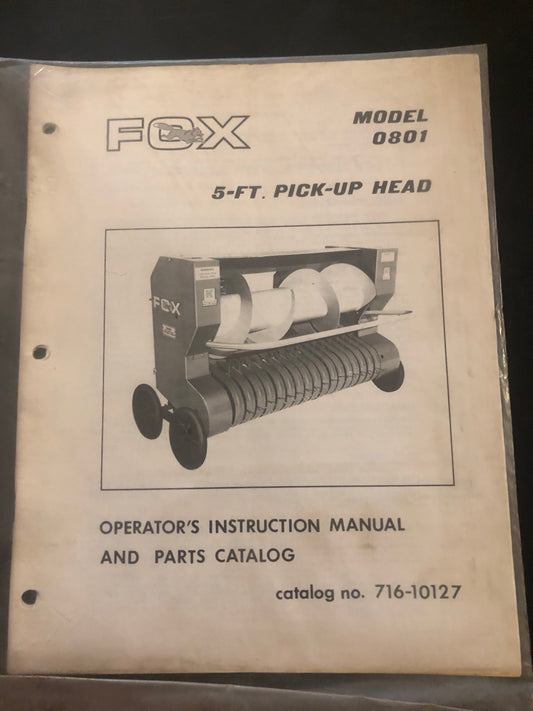 FOX
MODEL
0801
5-FT. PICK-UP HEAD
FOX
OPERATOR'S INSTRUCTION MANUAL
AND PARTS CATALOG
catalog no. 716-10127